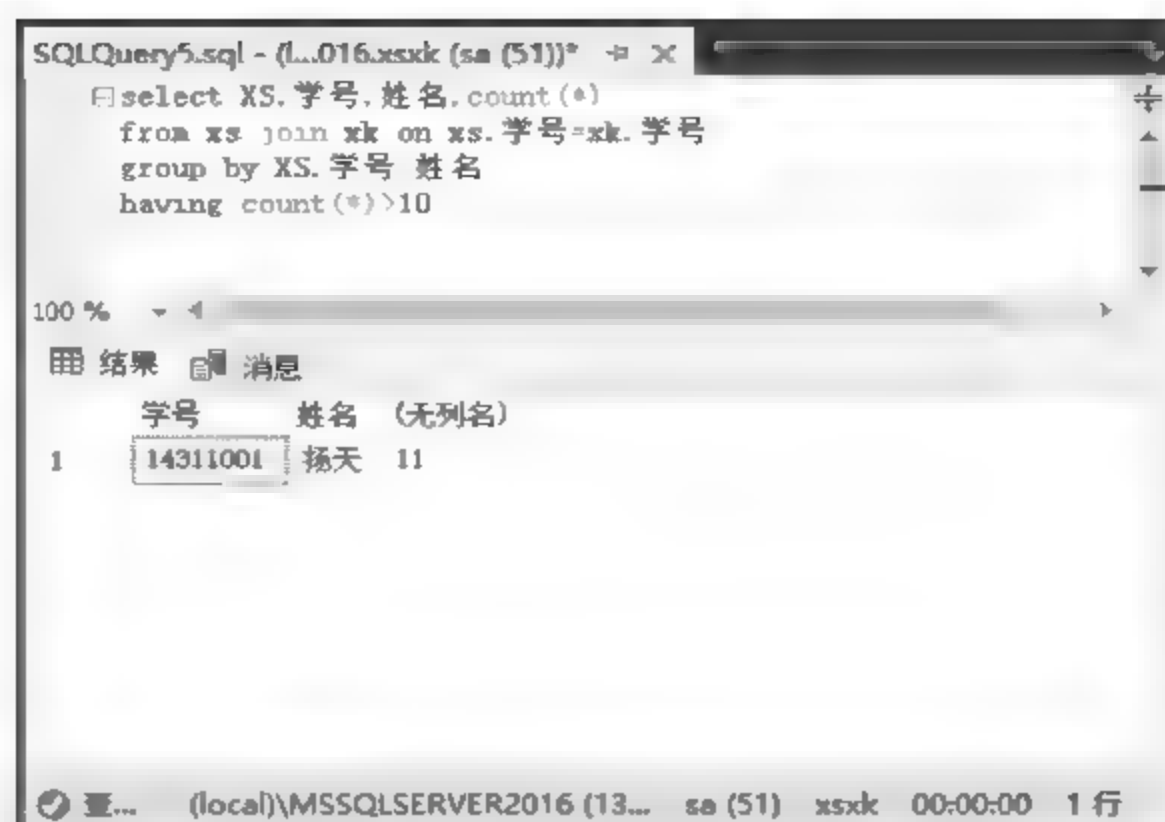 SQLQuery5.sql - (l...016.xsxk (sa (51))*
select XS.学号,姓名,count(*)
from xs join xk on xs.学号=xk.学号
group by XS.学号 姓名
having count(*)>10
100 %
结果 消息
学号 姓名 (无列名)
1 14311001 扬天 11
查... (local)\MSSQLSERVER2016 (13... sa (51) xsxk 00:00:00 1 行